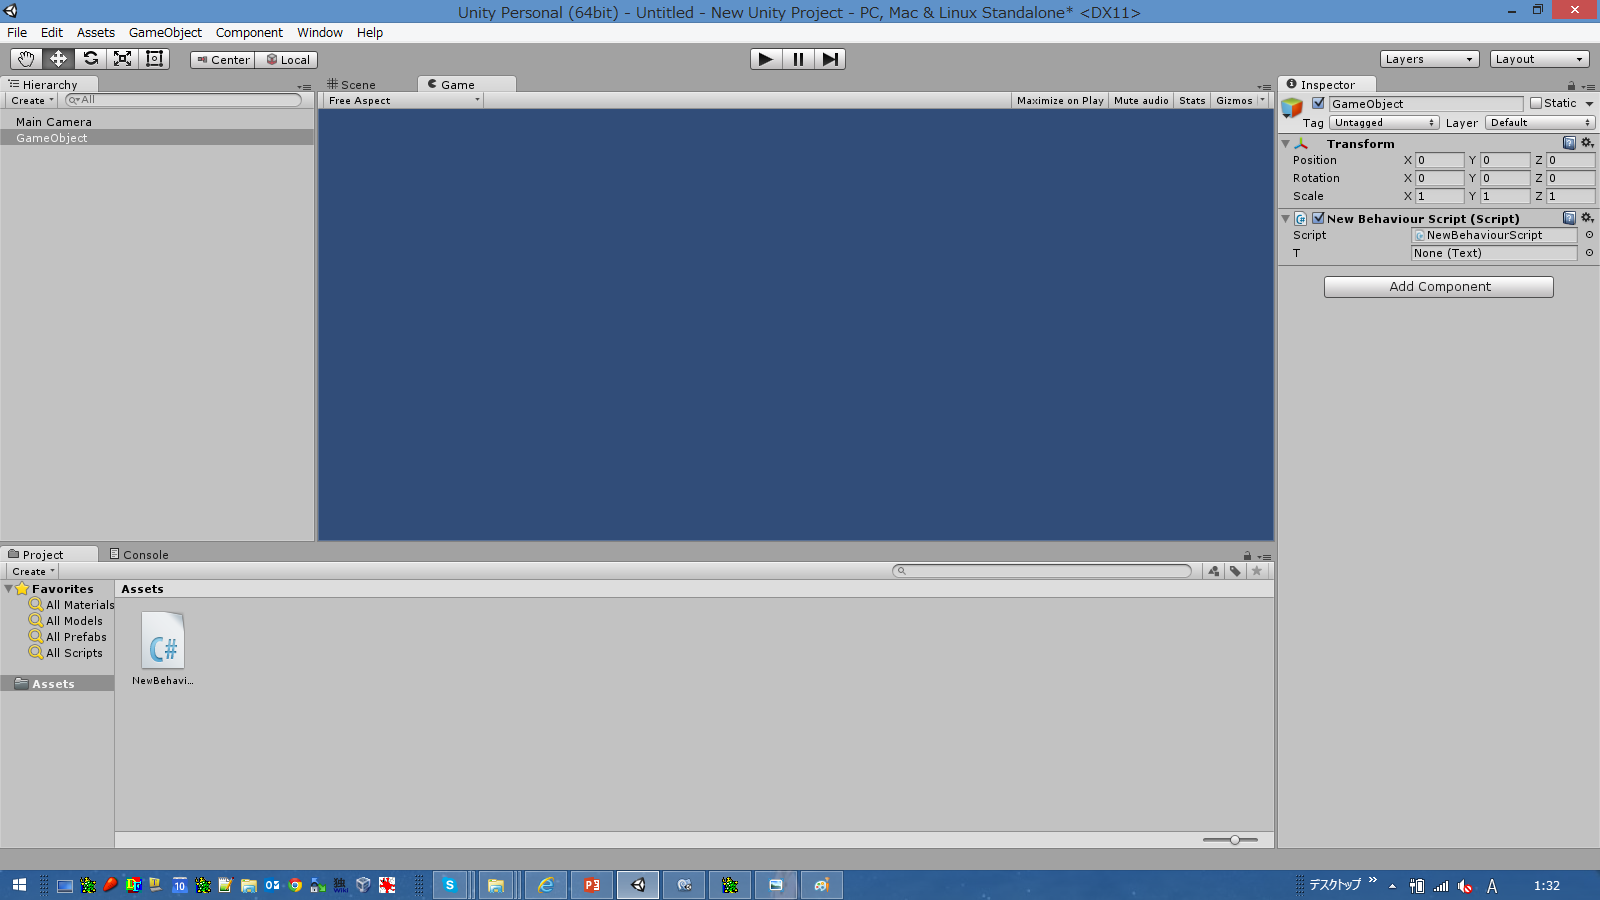 Unity Personal (64bit) - Untitled - New Unity Project - PC, Mac & Linux Standalone* <DX11>
File Edit Assets GameObject Component Window Help
Center Local Layers Layout
Hierarchy Scene Game Inspector
Create All Free Aspect Maximize on Play Mute audio Stats Gizmos GameObject Static
Main Camera
GameObject
Tag Untagged Layer Default
Transform
Position X 0 Y 0 Z 0
Rotation X 0 Y 0 Z 0
Scale X 1 Y 1 Z 1
New Behaviour Script (Script)
Script NewBehaviourScript
T None (Text)
Add Component
Project Console
Create
Favorites Assets
All Materials
All Models
All Prefabs
All Scripts
Assets
C#
NewBehavi...
デスクトップ A 1:32